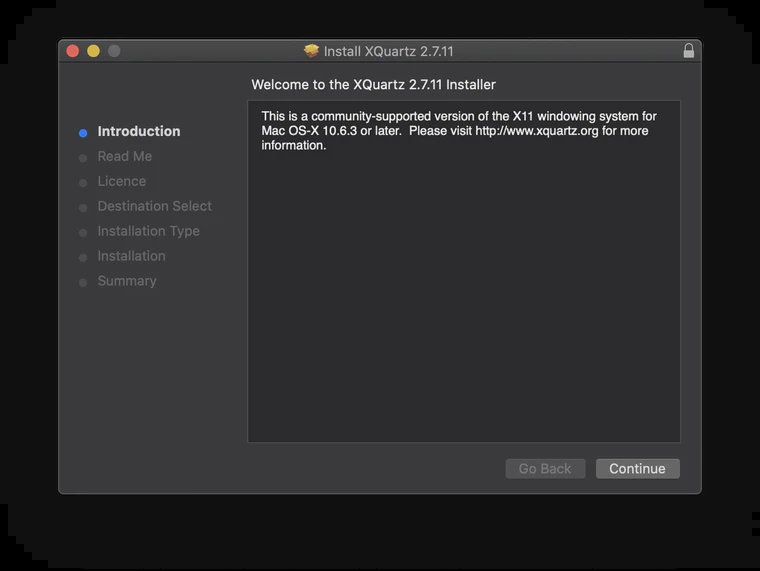 Install XQuartz 2.7.11
Welcome to the XQuartz 2.7.11 Installer
Introduction
Read Me
Licence
Destination Select
Installation Type
Installation
Summary
This is a community-supported version of the X11 windowing system for
Mac OS-X 10.6.3 or later.  Please visit http://www.xquartz.org for more
information.
Go Back
Continue